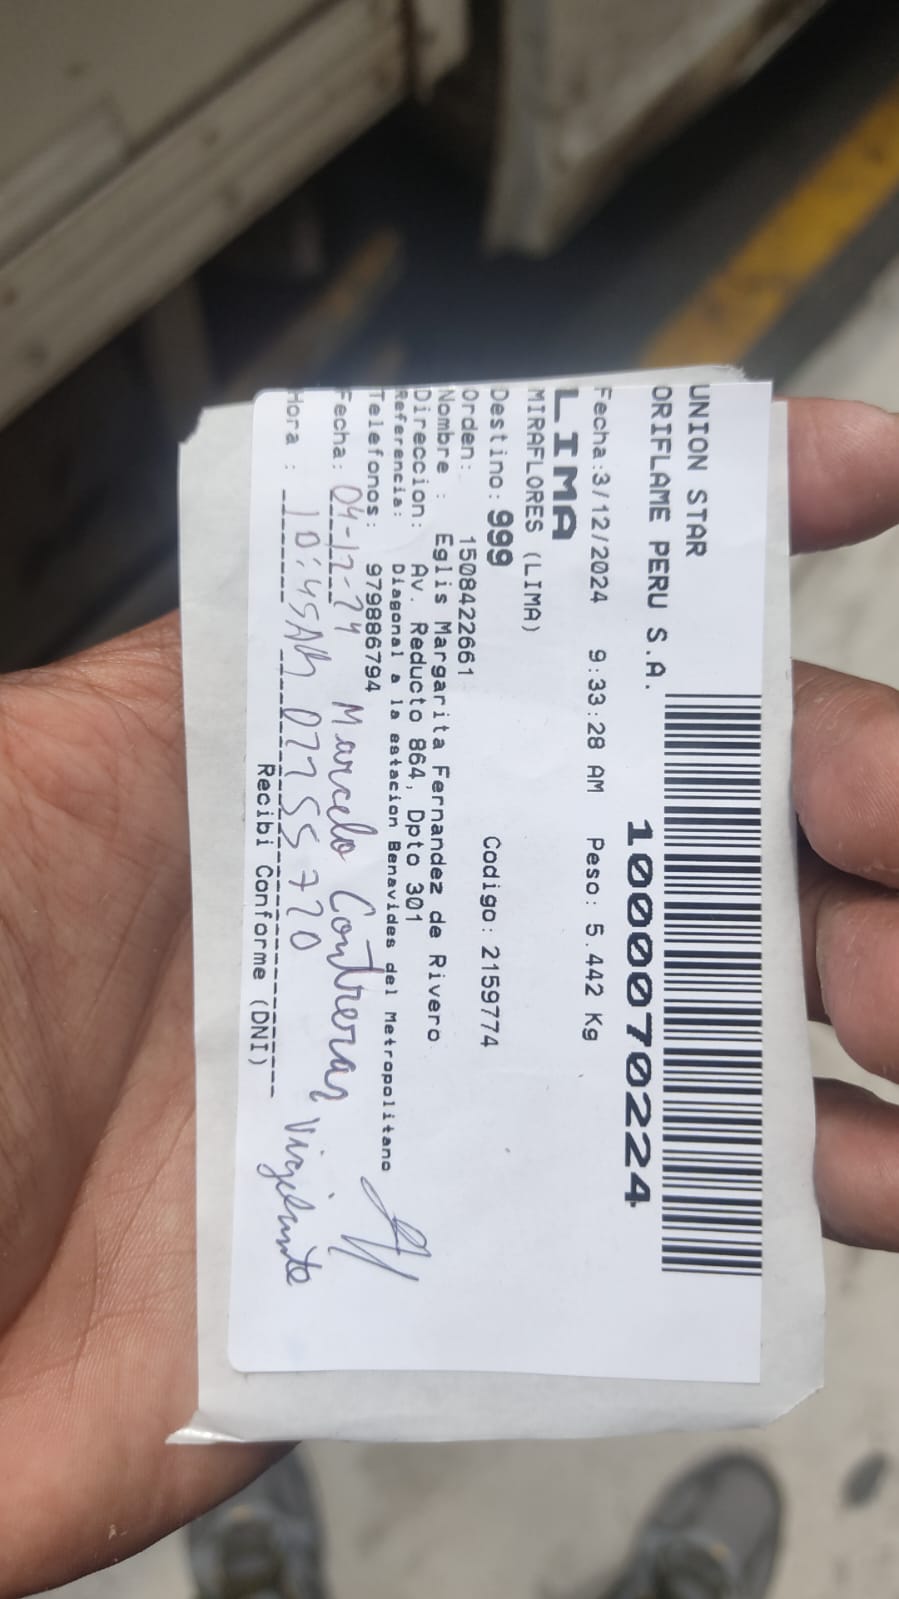 UNION STAR
ORIFLAME PERU S.A.
1000070224
Fecha:3/12/2024 9:33:28 AM Peso: 5.442 Kg
LIMA
MIRAFLORES (LIMA)
Destino: 999 Codigo: 2159774
Orden: 150842261
Nombre : Eglis Margarita Fernandez de Rivero
Direccion: Av. Reducto 864, Dpto 301
Referencia: Diagonal a la estacion Benavides del Metropolitano
Telefonos: 979886794
Fecha: 04-12-24 Marcelo Contreras
Hora : 10:45AM 07755720 Vigilante
Recibi Conforme (DNI)